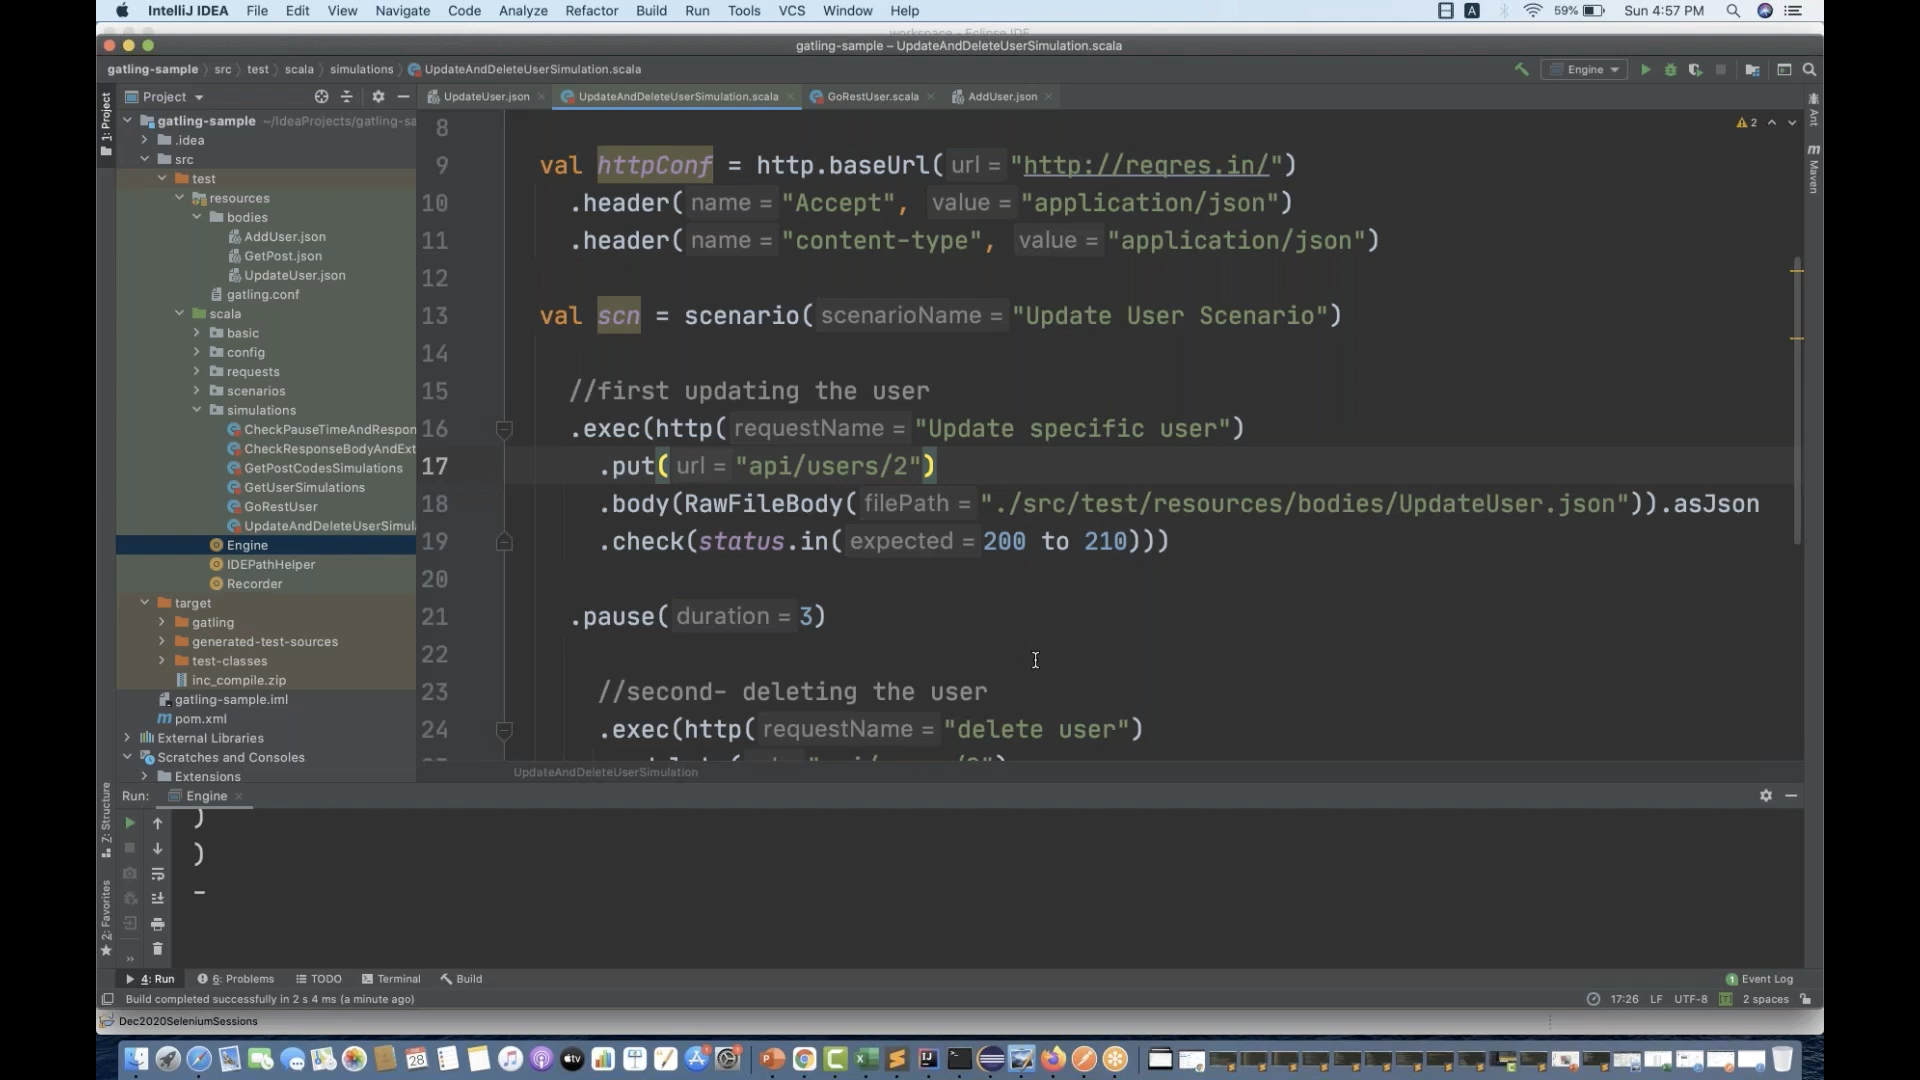 IntelliJ IDEA File Edit View Navigate Code Analyze Refactor Build Run Tools VCS Window Help A 59% Sun 4:57 PM
gatling-sample – UpdateAndDeleteUserSimulation.scala
gatling-sample src test scala simulations UpdateAndDeleteUserSimulation.scala Engine
1: Project
Project
UpdateUser.json UpdateAndDeleteUserSimulation.scala GoRestUser.scala AddUser.json
gatling-sample ~/IdeaProjects/gatling-sa
.idea
src
test
resources
bodies
AddUser.json
GetPost.json
UpdateUser.json
gatling.conf
scala
basic
config
requests
scenarios
simulations
CheckPauseTimeAndRespon
CheckResponseBodyAndExt
GetPostCodesSimulations
GetUserSimulations
GoRestUser
UpdateAndDeleteUserSimul
Engine
IDEPathHelper
Recorder
target
gatling
generated-test-sources
test-classes
inc_compile.zip
gatling-sample.iml
pom.xml
External Libraries
Scratches and Consoles
Extensions
2
Ant
Maven
8
9 val httpConf = http.baseUrl( url = "http://reqres.in/")
10 .header( name = "Accept", value = "application/json")
11 .header( name = "content-type", value = "application/json")
12
13 val scn = scenario( scenarioName = "Update User Scenario")
14
15 //first updating the user
16 .exec(http( requestName = "Update specific user")
17 .put( url = "api/users/2")
18 .body(RawFileBody( filePath = "./src/test/resources/bodies/UpdateUser.json")).asJson
19 .check(status.in( expected = 200 to 210)))
20
21 .pause( duration = 3)
22
23 //second- deleting the user
24 .exec(http( requestName = "delete user")
UpdateAndDeleteUserSimulation
Z: Structure
2: Favorites
Run: Engine
)
)
4: Run 6: Problems TODO Terminal Build 1 Event Log
Build completed successfully in 2 s 4 ms (a minute ago) 17:26 LF UTF-8 2 spaces
Dec2020SeleniumSessions
28